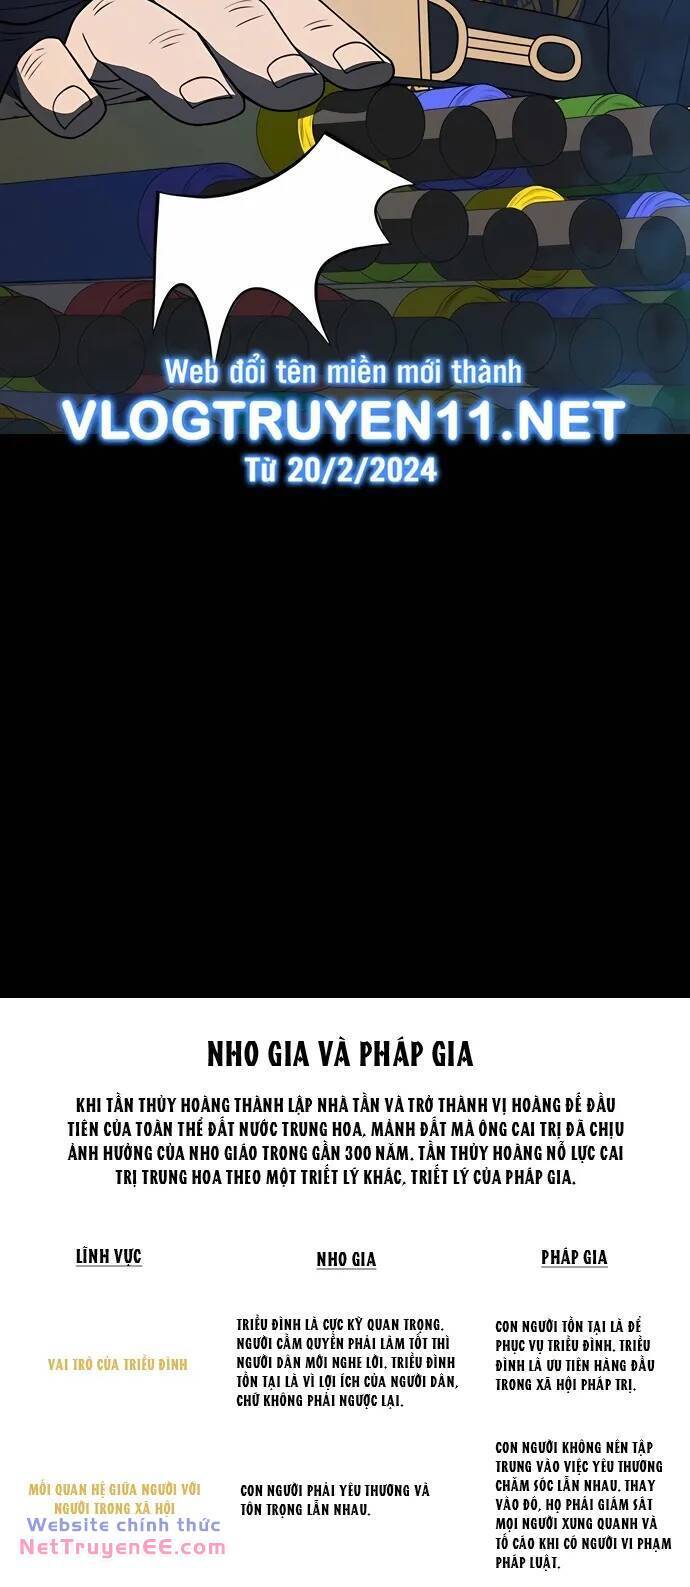 Web đổi tên miền mới thành
VLOGTRUYEN11.NET
Từ 20/2/2024
NHO GIA VÀ PHÁP GIA
KHI TẦN THỦY HOÀNG THÀNH LẬP NHÀ TẦN VÀ TRỞ THÀNH VỊ HOÀNG ĐẾ ĐẦU
TIÊN CỦA TOÀN THỂ ĐẤT NƯỚC TRUNG HOA, MẢNH ĐẤT MÀ ÔNG CAI TRỊ ĐÃ CHỊU
ẢNH HƯỞNG CỦA NHO GIÁO TRONG GẦN 300 NĂM. TẦN THỦY HOÀNG NỖ LỰC CAI
TRỊ TRUNG HOA THEO MỘT TRIẾT LÝ KHÁC, TRIẾT LÝ CỦA PHÁP GIA.
LĨNH VỰC
NHO GIA
PHÁP GIA
VAI TRÒ CỦA TRIỀU ĐÌNH
TRIỀU ĐÌNH LÀ CỰC KỲ QUAN TRỌNG.
NGƯỜI CẦM QUYỀN PHẢI LÀM TỐT THÌ
NGƯỜI DÂN MỚI NGHE LỜI. TRIỀU ĐÌNH
TỒN TẠI LÀ VÌ LỢI ÍCH CỦA NGƯỜI DÂN,
CHỨ KHÔNG PHẢI NGƯỢC LẠI.
CON NGƯỜI TỒN TẠI LÀ ĐỂ
PHỤC VỤ TRIỀU ĐÌNH. TRIỀU
ĐÌNH LÀ ƯU TIÊN HÀNG ĐẦU
TRONG XÃ HỘI PHÁP TRỊ.
MỐI QUAN HỆ GIỮA NGƯỜI VỚI
NGƯỜI TRONG XÃ HỘI
CON NGƯỜI PHẢI YÊU THƯƠNG VÀ
TÔN TRỌNG LẪN NHAU.
CON NGƯỜI KHÔNG NÊN TẬP
TRUNG VÀO VIỆC YÊU THƯƠNG
CHĂM SÓC LẪN NHAU. THAY
VÀO ĐÓ, HỌ PHẢI GIÁM SÁT
MỌI NGƯỜI XUNG QUANH VÀ
TỐ CÁO KHI CÓ NGƯỜI VI PHẠM
PHÁP LUẬT.
Website chính thức
NetTruyenEE.com